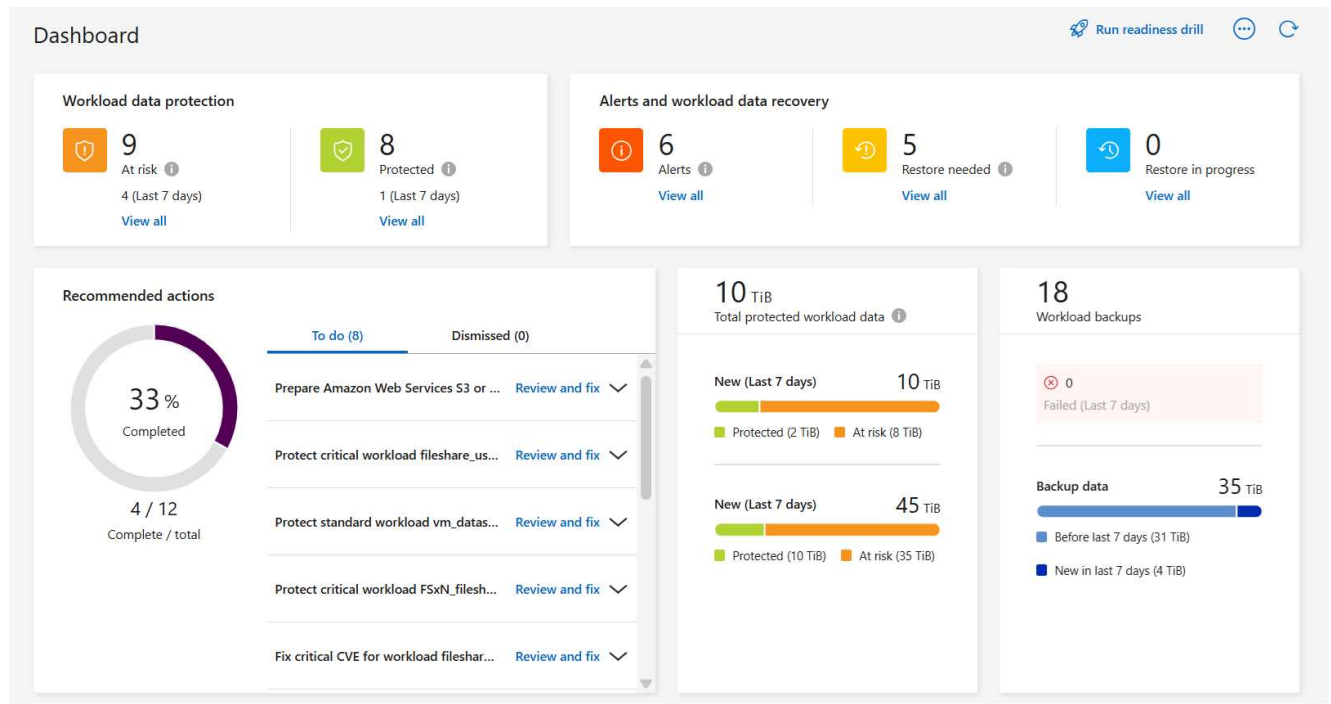 Dashboard
Run readiness drill
Workload data protection
9
At risk
4 (Last 7 days)
View all
8
Protected
1 (Last 7 days)
View all
Alerts and workload data recovery
6
Alerts
View all
5
Restore needed
View all
0
Restore in progress
View all
Recommended actions
33 %
Completed
4 / 12
Complete / total
To do (8)
Dismissed (0)
Prepare Amazon Web Services S3 or ... Review and fix
Protect critical workload fileshare_us... Review and fix
Protect standard workload vm_datas... Review and fix
Protect critical workload FSxN_filesh... Review and fix
Fix critical CVE for workload fileshar... Review and fix
10 TiB
Total protected workload data
New (Last 7 days) 10 TiB
Protected (2 TiB) At risk (8 TiB)
New (Last 7 days) 45 TiB
Protected (10 TiB) At risk (35 TiB)
18
Workload backups
0
Failed (Last 7 days)
Backup data 35 TiB
Before last 7 days (31 TiB)
New in last 7 days (4 TiB)